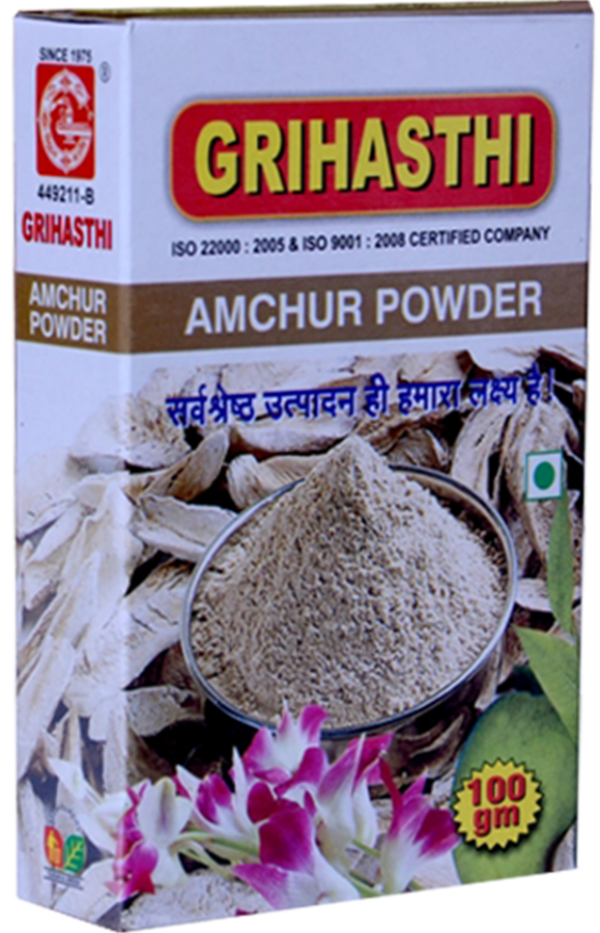 SINCE 1975
®
449211-B
GRIHASTHI
AMCHUR
POWDER
GRIHASTHI
ISO 22000 : 2005 & ISO 9001 : 2008 CERTIFIED COMPANY
AMCHUR POWDER
सर्वश्रेष्ठ उत्पादन ही हमारा लक्ष्य है !
100
gm